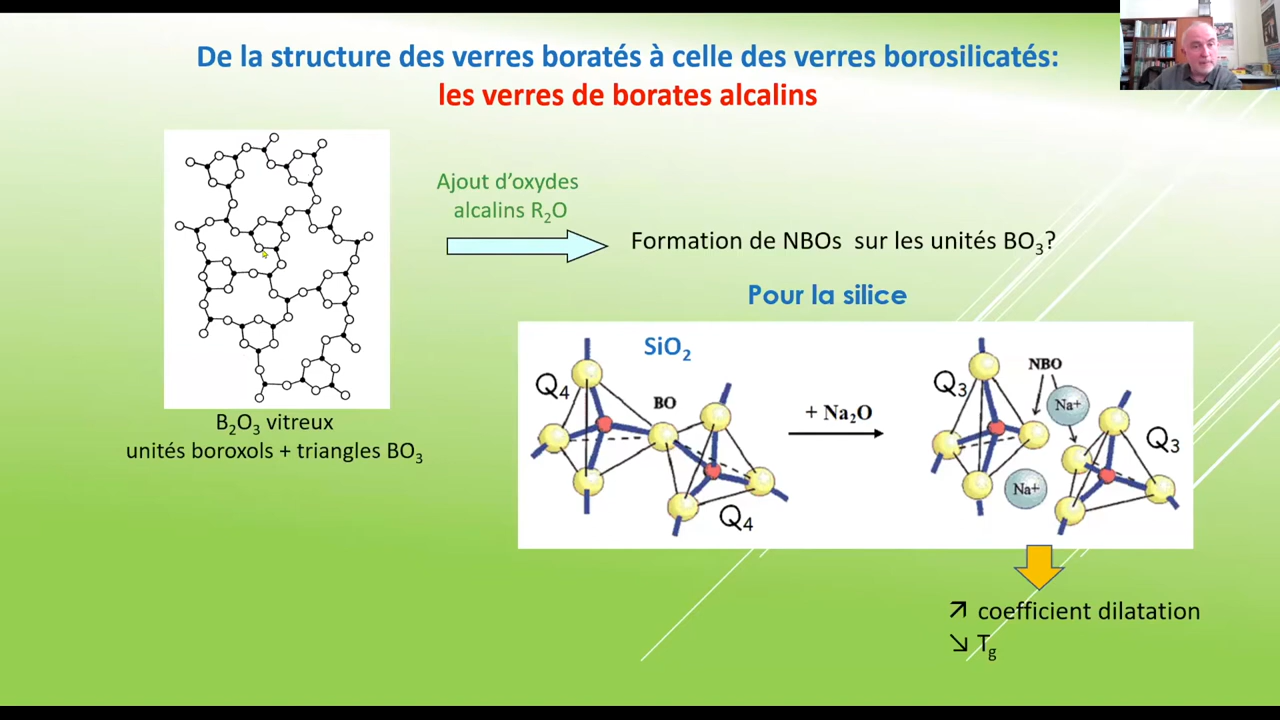 De la structure des verres boratés à celle des verres borosilicatés:
les verres de borates alcalins
Ajout d'oxydes
alcalins R₂O
Formation de NBOs sur les unités BO₃?
Pour la silice
B₂O₃ vitreux
unités boroxols + triangles BO₃
SiO₂
Q₄
BO
Q₄
+ Na₂O
Q₃
NBO
Na+
Na+
Q₃
↗ coefficient dilatation
↘ Tg